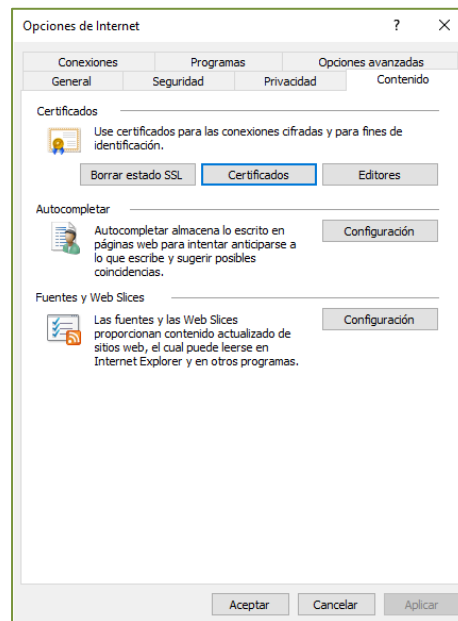 Opciones de Internet
?
Conexiones Programas Opciones avanzadas
General Seguridad Privacidad Contenido
Certificados
Use certificados para las conexiones cifradas y para fines de
identificación.
Borrar estado SSL Certificados Editores
Autocompletar
Autocompletar almacena lo escrito en
páginas web para intentar anticiparse a
lo que escribe y sugerir posibles
coincidencias.
Configuración
Fuentes y Web Slices
Las fuentes y las Web Slices
proporcionan contenido actualizado de
sitios web, el cual puede leerse en
Internet Explorer y en otros programas.
Configuración
Aceptar Cancelar Aplicar